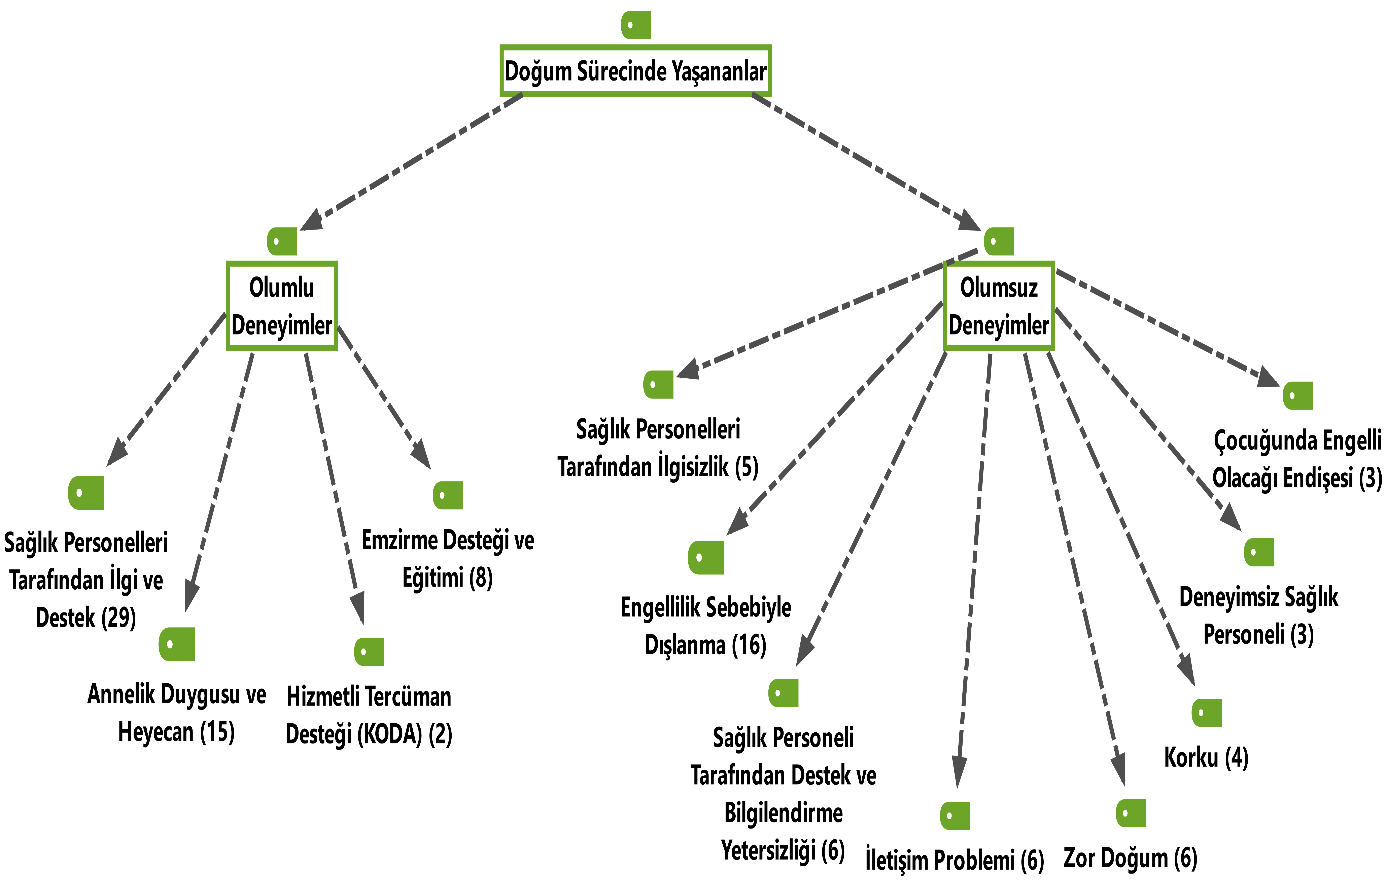 Doğum Sürecinde Yaşananlar
Olumlu
Deneyimler
Sağlık Personelleri
Tarafından İlgi ve
Destek (29)
Annelik Duygusu ve
Heyecan (15)
Hizmetli Tercüman
Desteği (KODA) (2)
Emzirme Desteği ve
Eğitimi (8)
Olumsuz
Deneyimler
Sağlık Personelleri
Tarafından İlgisizlik (5)
Engellilik Sebebiyle
Dışlanma (16)
Sağlık Personeli
Tarafından Destek ve
Bilgilendirme
Yetersizliği (6)
İletişim Problemi (6)
Zor Doğum (6)
Korku (4)
Deneyimsiz Sağlık
Personeli (3)
Çocuğunda Engelli
Olacağı Endişesi (3)